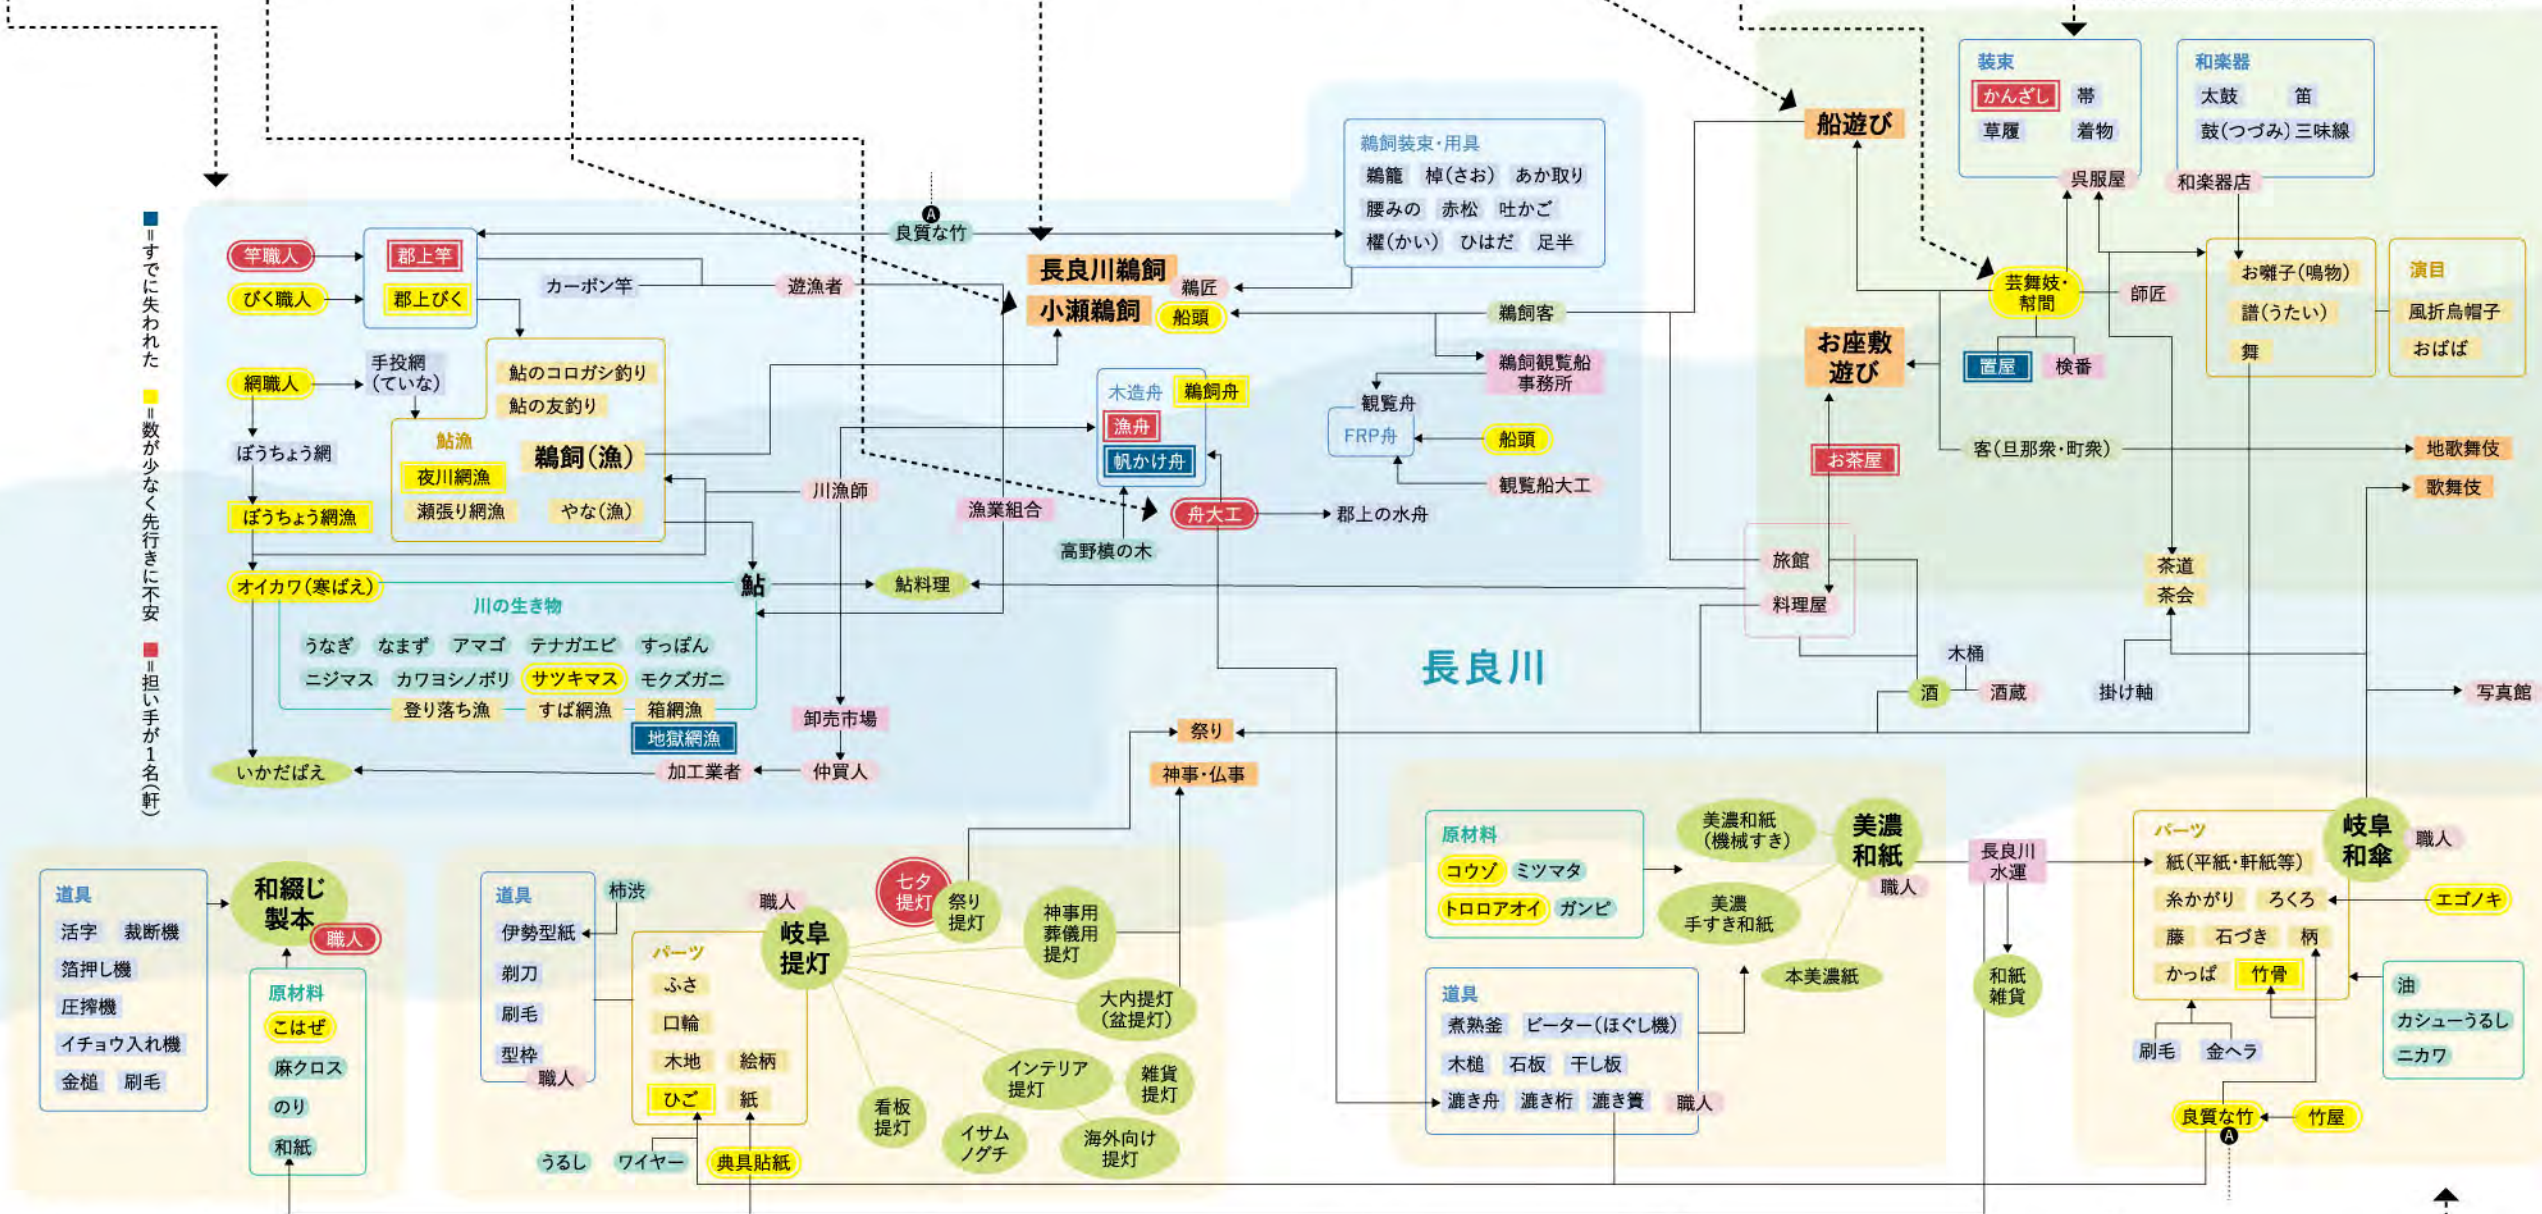 ■=すでに失われた
■=数が少なく先行きに不安
■=担い手が1名(軒)
竿職人
びく職人
郡上竿
郡上びく
カーボン竿
遊漁者
良質な竹
A
長良川鵜飼
鵜匠
小瀬鵜飼
船頭
鵜飼装束・用具
鵜籠 棹(さお) あか取り
腰みの 赤松 吐かご
櫂(かい) ひはだ 足半
鵜飼客
鵜飼観覧船
事務所
観覧舟
FRP舟
船頭
観覧船大工
網職人
手投網
(ていな)
ぼうちょう網
ぼうちょう網漁
鮎のコロガシ釣り
鮎の友釣り
鮎漁
鵜飼(漁)
夜川網漁
瀬張り網漁
やな(漁)
川漁師
漁業組合
木造舟
鵜飼舟
漁舟
帆かけ舟
高野槙の木
舟大工
郡上の水舟
オイカワ(寒ばえ)
鮎
鮎料理
川の生き物
うなぎ なまず アマゴ テナガエビ すっぽん
ニジマス カワヨシノボリ サツキマス モクズガニ
登り落ち漁 すば網漁 箱網漁
地獄網漁
卸売市場
仲買人
加工業者
いかだばえ
長良川
祭り
神事・仏事
船遊び
お座敷
遊び
お茶屋
旅館
料理屋
装束
かんざし 帯
草履 着物
呉服屋
和楽器
太鼓 笛
鼓(つづみ) 三味線
和楽器店
芸舞妓・
幇間
師匠
置屋
検番
お囃子(鳴物)
譜(うたい)
舞
演目
風折烏帽子
おばば
客(旦那衆・町衆)
地歌舞伎
歌舞伎
茶道
茶会
掛け軸
木桶
酒
酒蔵
写真館
道具
活字 裁断機
箔押し機
圧搾機
イチョウ入れ機
金槌 刷毛
和綴じ
製本
職人
原材料
こはぜ
麻クロス
のり
和紙
道具
伊勢型紙
剃刀
刷毛
型枠
職人
柿渋
パーツ
ふさ
口輪
木地 絵柄
ひご 紙
うるし
ワイヤー
典具貼紙
職人
岐阜
提灯
七夕
提灯
祭り
提灯
神事用
葬儀用
提灯
大内提灯
(盆提灯)
インテリア
提灯
雑貨
提灯
看板
提灯
イサム
ノグチ
海外向け
提灯
原材料
コウゾ ミツマタ
トロロアオイ ガンピ
美濃和紙
(機械すき)
美濃
和紙
職人
美濃
手すき和紙
本美濃紙
道具
煮熟釜 ビーター(ほぐし機)
木槌 石板 干し板
漉き舟 漉き桁 漉き簀
職人
長良川
水運
和紙
雑貨
パーツ
紙(平紙・軒紙等)
糸かがり ろくろ
藤 石づき 柄
かっぱ 竹骨
岐阜
和傘
職人
エゴノキ
油
カシューうるし
ニカワ
刷毛 金ヘラ
良質な竹
竹屋
A